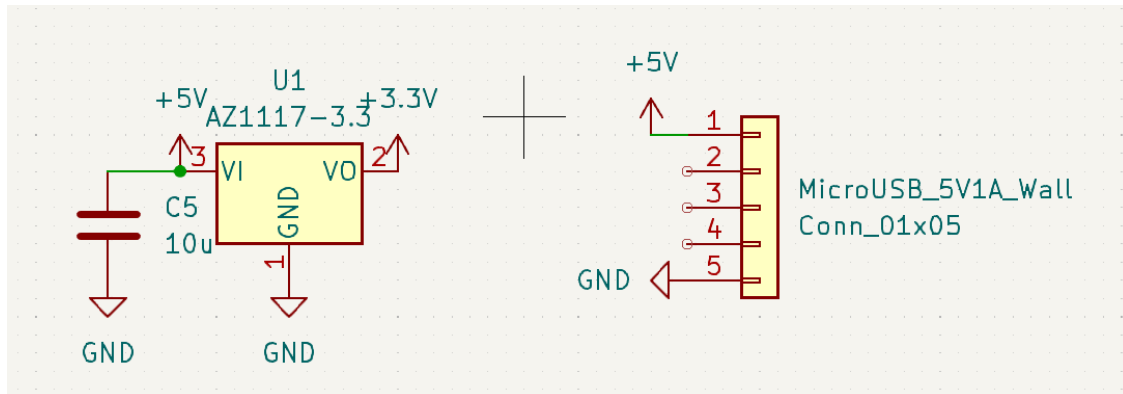 U1
+5V
AZ1117-3.3
+3.3V
3
VI
VO
2
GND
1
C5
10u
GND
GND
+5V
1
2
3
4
5
GND
MicroUSB_5V1A_Wall
Conn_01x05